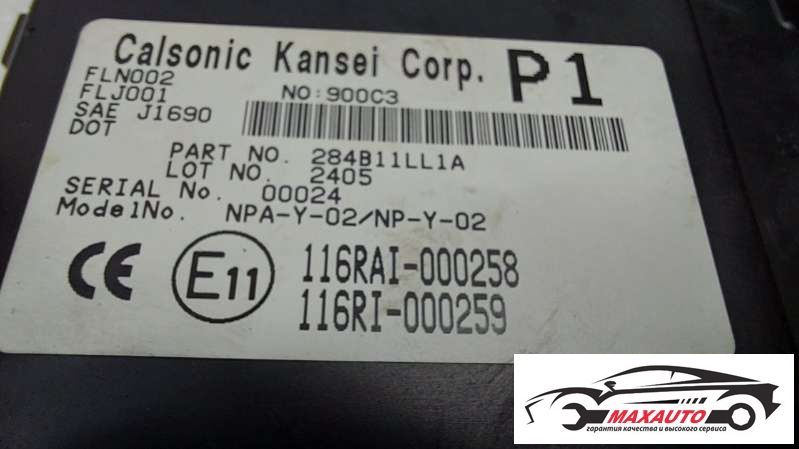 Calsonic Kansei Corp. P1
FLN002
FLJ001 NO:900C3
SAE J1690
DOT
PART NO. 284B11LL1A
LOT NO. 2405
SERIAL No. 00024
ModelNo. NPA-Y-02/NP-Y-02
CE E11 116RAI-000258
116RI-000259
MAXAUTO
гарантия качества и высокого сервиса